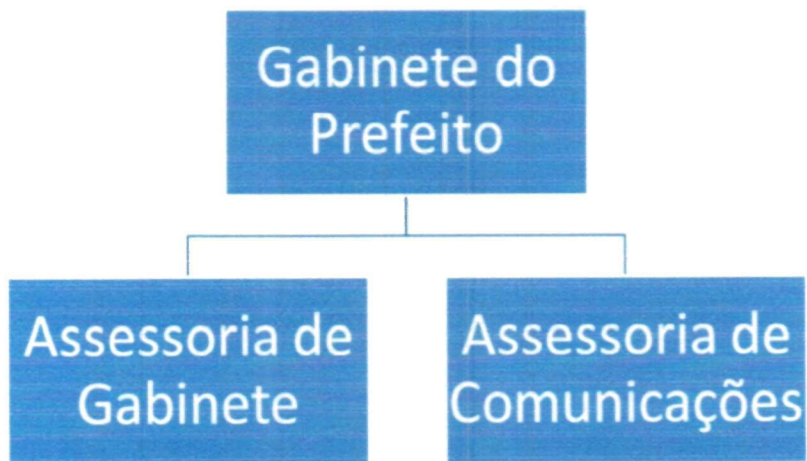 Gabinete do
Prefeito
Assessoria de
Gabinete
Assessoria de
Comunicações